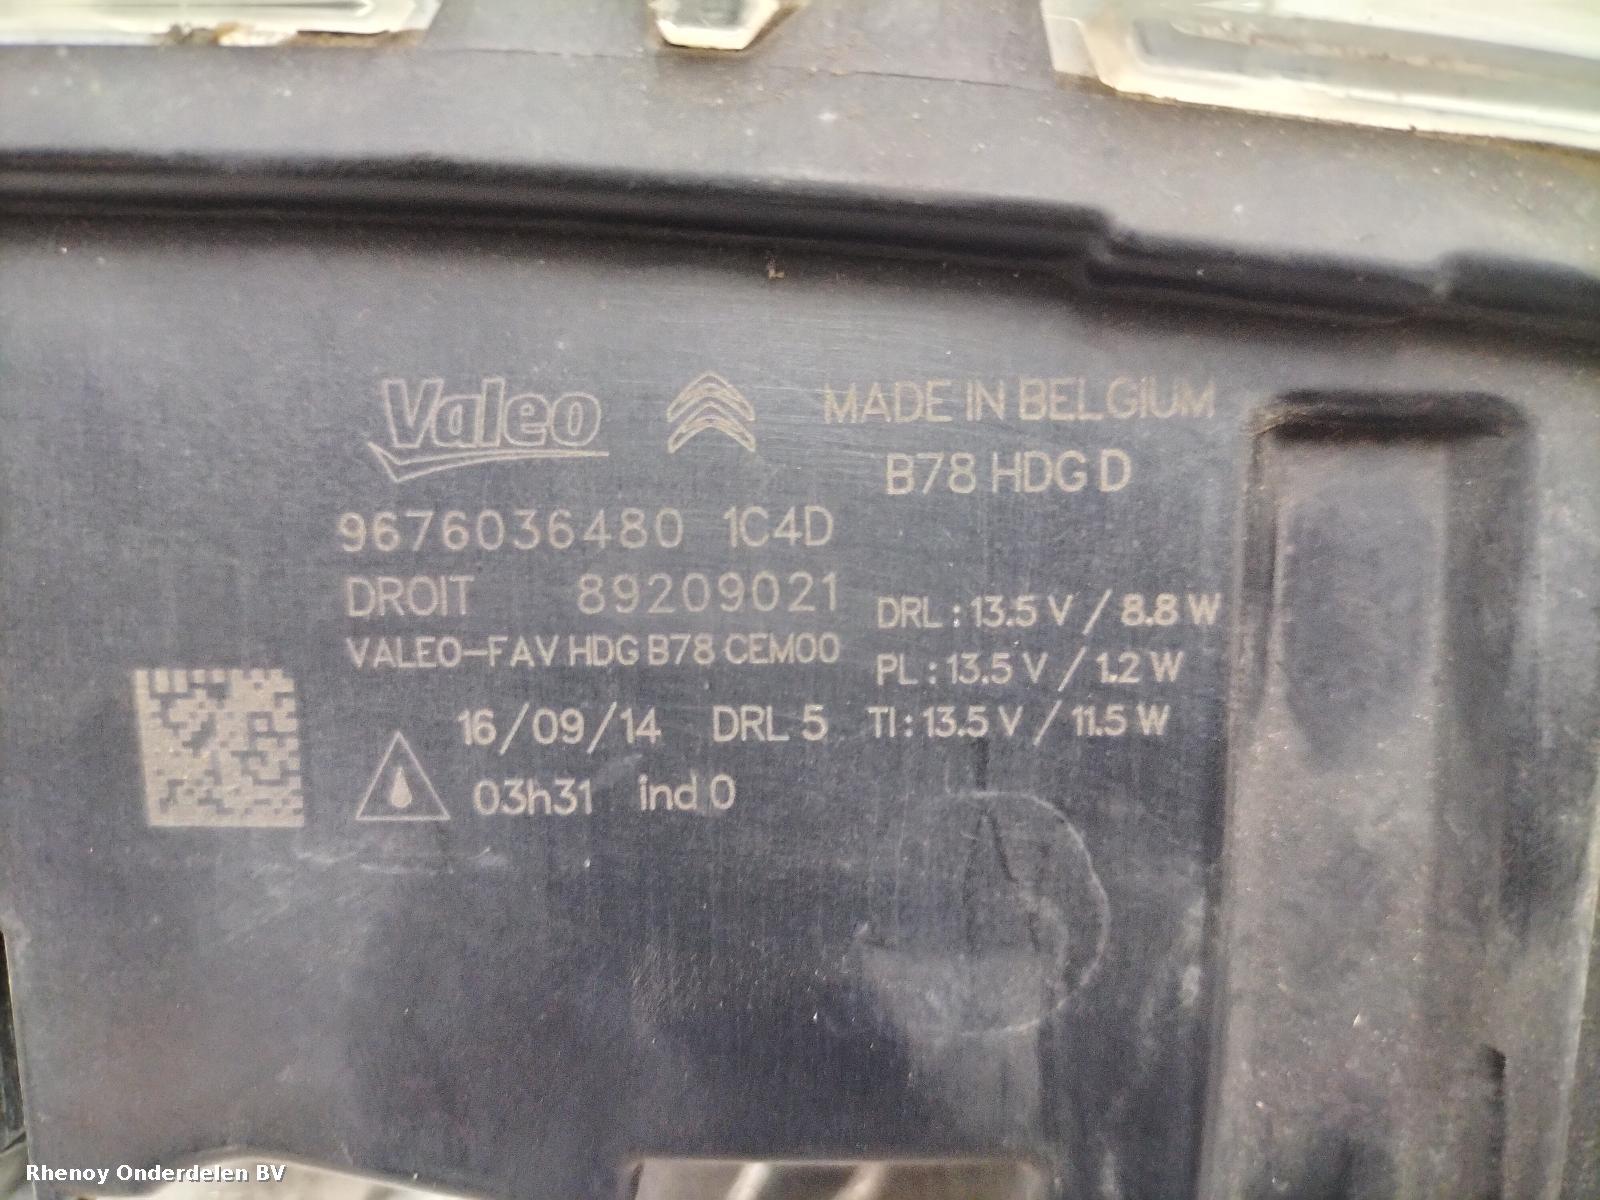 Valeo MADE IN BELGIUM
B78 HDG D
9676036480 1C4D
DROIT 89209021
VALEO-FAV HDG B78 CEM00
DRL : 13.5 V / 8.8 W
PL : 13.5 V / 1.2 W
16/09/14 DRL 5 TI : 13.5 V / 11.5 W
03h31 ind 0
Rhenoy Onderdelen BV